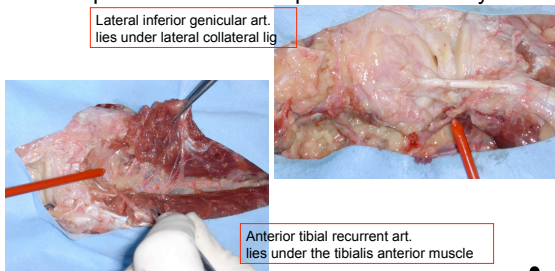 Lateral inferior genicular art.
lies under lateral collateral lig
Anterior tibial recurrent art.
lies under the tibialis anterior muscle